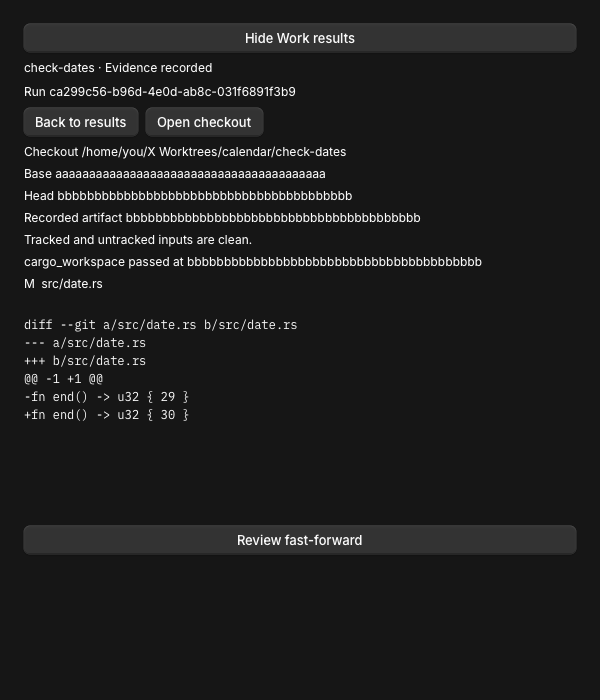 Hide Work results
check-dates · Evidence recorded
Run ca299c56-b96d-4e0d-ab8c-031f6891f3b9
Back to results Open checkout
Checkout /home/you/X Worktrees/calendar/check-dates
Base aaaaaaaaaaaaaaaaaaaaaaaaaaaaaaaaaaaaaaaa
Head bbbbbbbbbbbbbbbbbbbbbbbbbbbbbbbbbbbbbbbb
Recorded artifact bbbbbbbbbbbbbbbbbbbbbbbbbbbbbbbbbbbbbbbb
Tracked and untracked inputs are clean.
cargo_workspace passed at bbbbbbbbbbbbbbbbbbbbbbbbbbbbbbbbbbbbbbbb
M  src/date.rs
diff --git a/src/date.rs b/src/date.rs
--- a/src/date.rs
+++ b/src/date.rs
@@ -1 +1 @@
-fn end() -> u32 { 29 }
+fn end() -> u32 { 30 }
Review fast-forward